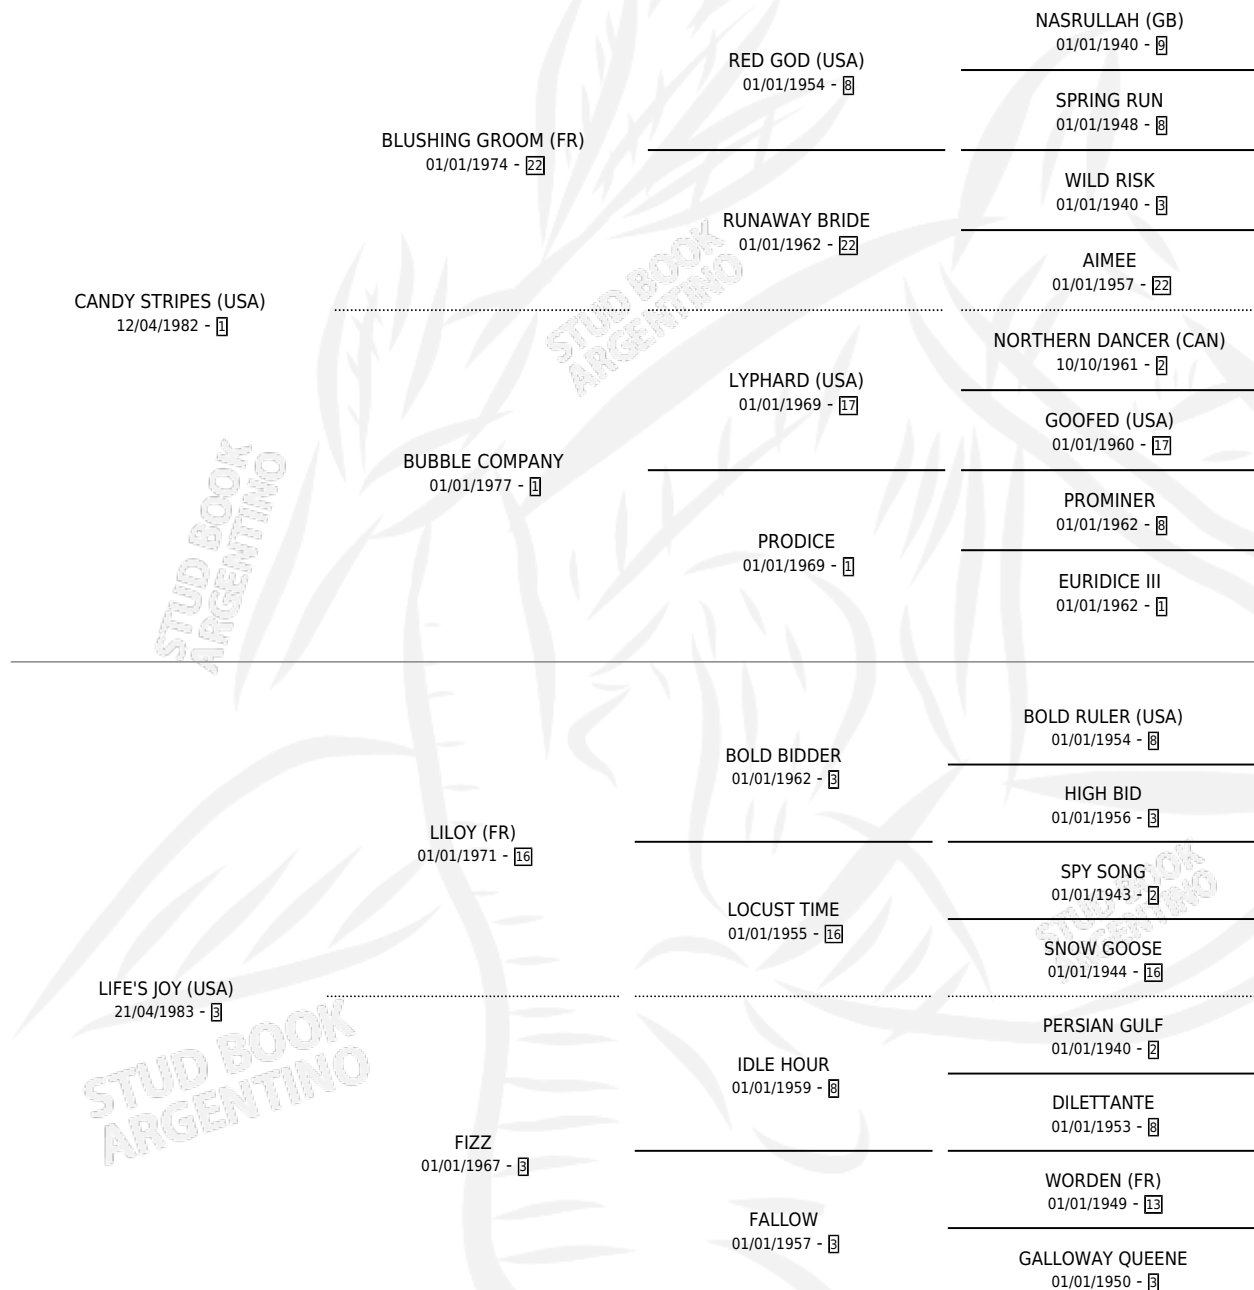 NASRULLAH (GB)
01/01/1940 - 9
RED GOD (USA)
01/01/1954 - 8
SPRING RUN
01/01/1948 - 8
BLUSHING GROOM (FR)
01/01/1974 - 22
WILD RISK
01/01/1940 - 3
RUNAWAY BRIDE
01/01/1962 - 22
AIMEE
01/01/1957 - 22
CANDY STRIPES (USA)
12/04/1982 - 1
NORTHERN DANCER (CAN)
10/10/1961 - 2
LYPHARD (USA)
01/01/1969 - 17
GOOFED (USA)
01/01/1960 - 17
BUBBLE COMPANY
01/01/1977 - 1
PROMINER
01/01/1962 - 8
PRODICE
01/01/1969 - 1
EURIDICE III
01/01/1962 - 1
BOLD RULER (USA)
01/01/1954 - 8
BOLD BIDDER
01/01/1962 - 3
HIGH BID
01/01/1956 - 3
LILOY (FR)
01/01/1971 - 16
SPY SONG
01/01/1943 - 2
LOCUST TIME
01/01/1955 - 16
SNOW GOOSE
01/01/1944 - 16
LIFE'S JOY (USA)
21/04/1983 - 3
PERSIAN GULF
01/01/1940 - 2
IDLE HOUR
01/01/1959 - 8
DILETTANTE
01/01/1953 - 8
FIZZ
01/01/1967 - 3
WORDEN (FR)
01/01/1949 - 13
FALLOW
01/01/1957 - 3
GALLOWAY QUEENE
01/01/1950 - 3
STUD BOOK
ARGENTINO
STUD BOOK
ARGENTINO
STUD BOOK
ARGENTINO
STUD BOOK
ARGENTINO